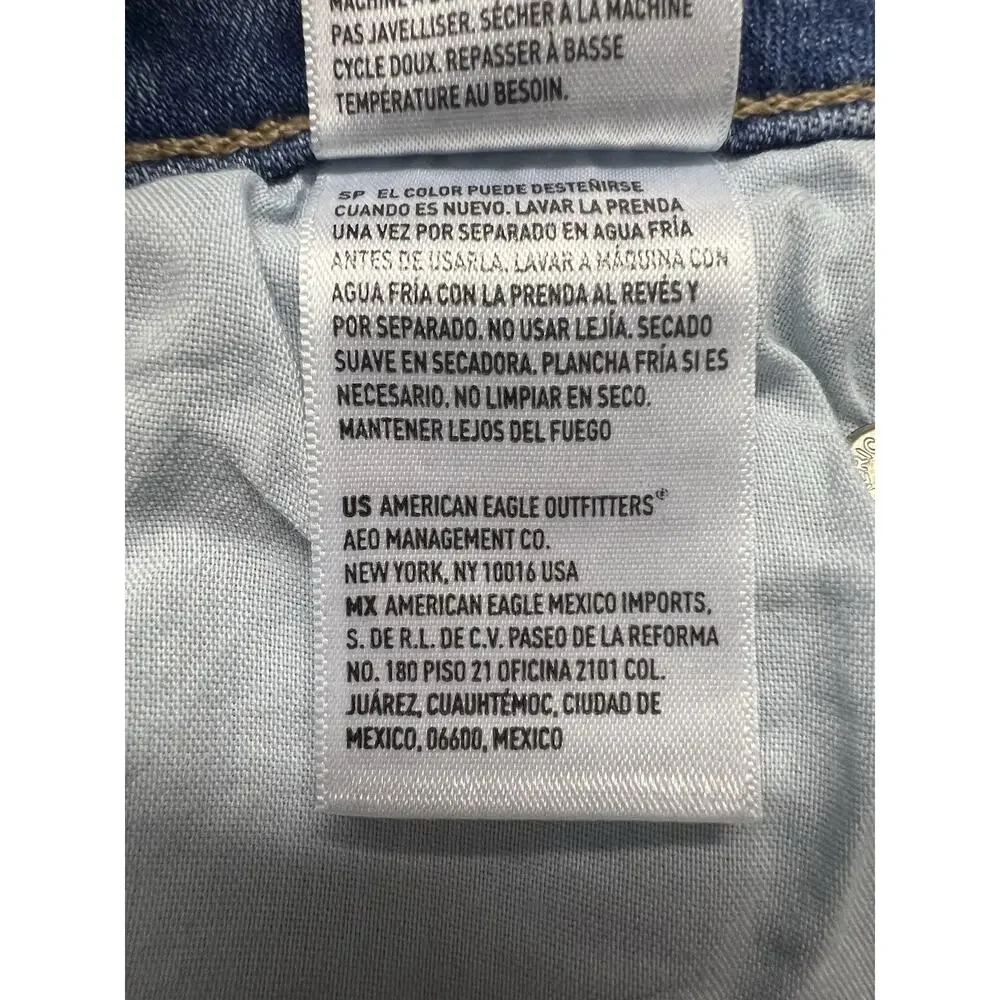 PAS JAVELLISER. SÉCHER À LA MACHINE
CYCLE DOUX. REPASSER À BASSE
TEMPÉRATURE AU BESOIN.
SP EL COLOR PUEDE DESTEÑIRSE
CUANDO ES NUEVO. LAVAR LA PRENDA
UNA VEZ POR SEPARADO EN AGUA FRÍA
ANTES DE USARLA. LAVAR A MÁQUINA CON
AGUA FRÍA CON LA PRENDA AL REVÉS Y
POR SEPARADO. NO USAR LEJÍA. SECADO
SUAVE EN SECADORA. PLANCHA FRÍA SI ES
NECESARIO. NO LIMPIAR EN SECO.
MANTENER LEJOS DEL FUEGO
US AMERICAN EAGLE OUTFITTERS®
AEO MANAGEMENT CO.
NEW YORK, NY 10016 USA
MX AMERICAN EAGLE MEXICO IMPORTS,
S. DE R.L. DE C.V. PASEO DE LA REFORMA
NO. 180 PISO 21 OFICINA 2101 COL.
JUÁREZ, CUAUHTÉMOC, CIUDAD DE
MEXICO, 06600, MEXICO